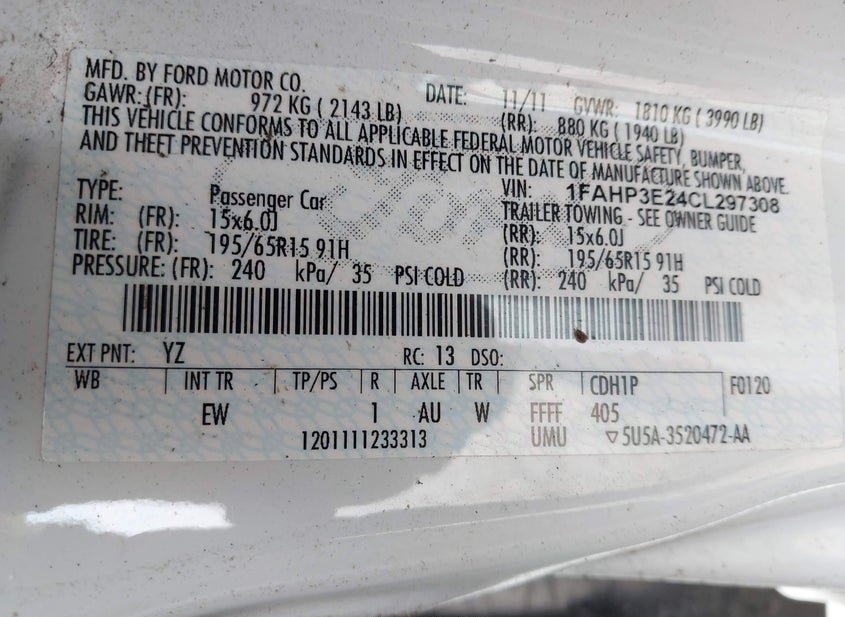 MFD. BY FORD MOTOR CO. DATE: 11/11 GVWR: 1810 KG ( 3990 LB)
GAWR: (FR): 972 KG ( 2143 LB) (RR): 880 KG ( 1940 LB)
THIS VEHICLE CONFORMS TO ALL APPLICABLE FEDERAL MOTOR VEHICLE SAFETY, BUMPER,
AND THEFT PREVENTION STANDARDS IN EFFECT ON THE DATE OF MANUFACTURE SHOWN ABOVE.
VIN: 1FAHP3E24CL297308
TYPE: Passenger Car TRAILER TOWING - SEE OWNER GUIDE
RIM: (FR): 15x6.0J (RR): 15x6.0J
TIRE: (FR): 195/65R15 91H (RR): 195/65R15 91H
PRESSURE: (FR): 240 kPa/ 35 PSI COLD (RR): 240 kPa/ 35 PSI COLD
EXT PNT: YZ RC: 13 DSO:
WB INT TR TP/PS R AXLE TR SPR CDH1P F0120
EW 1 AU W FFFF 405
1201111233313 UMU ▽5U5A-3520472-AA